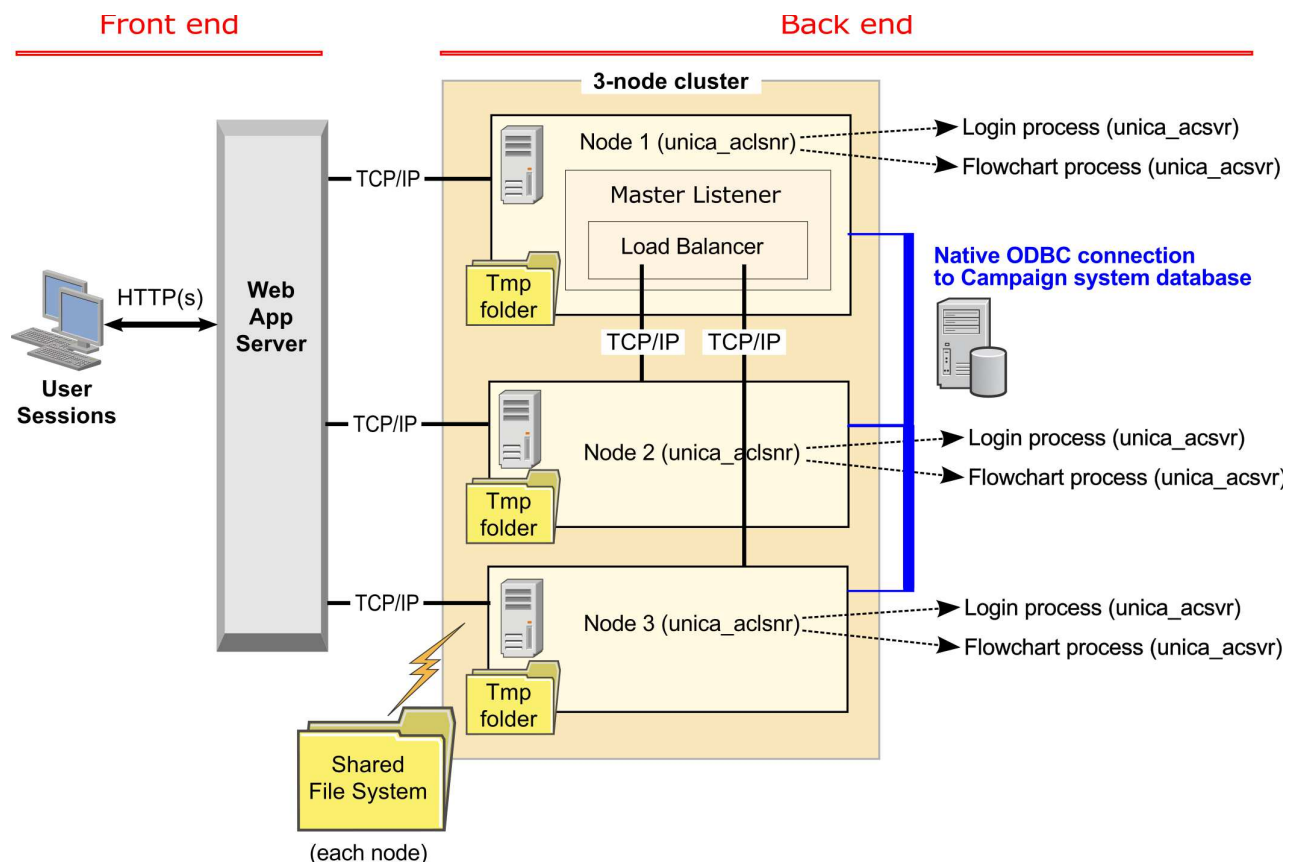 Front end
Back end
3-node cluster
Node 1 (unica_aclsnr)
Login process (unica_acsvr)
Flowchart process (unica_acsvr)
TCP/IP
Master Listener
Load Balancer
Tmp
folder
Native ODBC connection
to Campaign system database
HTTP(s)
Web
App
Server
User
Sessions
TCP/IP
TCP/IP
TCP/IP
Node 2 (unica_aclsnr)
Login process (unica_acsvr)
Flowchart process (unica_acsvr)
Tmp
folder
TCP/IP
Node 3 (unica_aclsnr)
Login process (unica_acsvr)
Flowchart process (unica_acsvr)
Tmp
folder
Shared
File System
(each node)